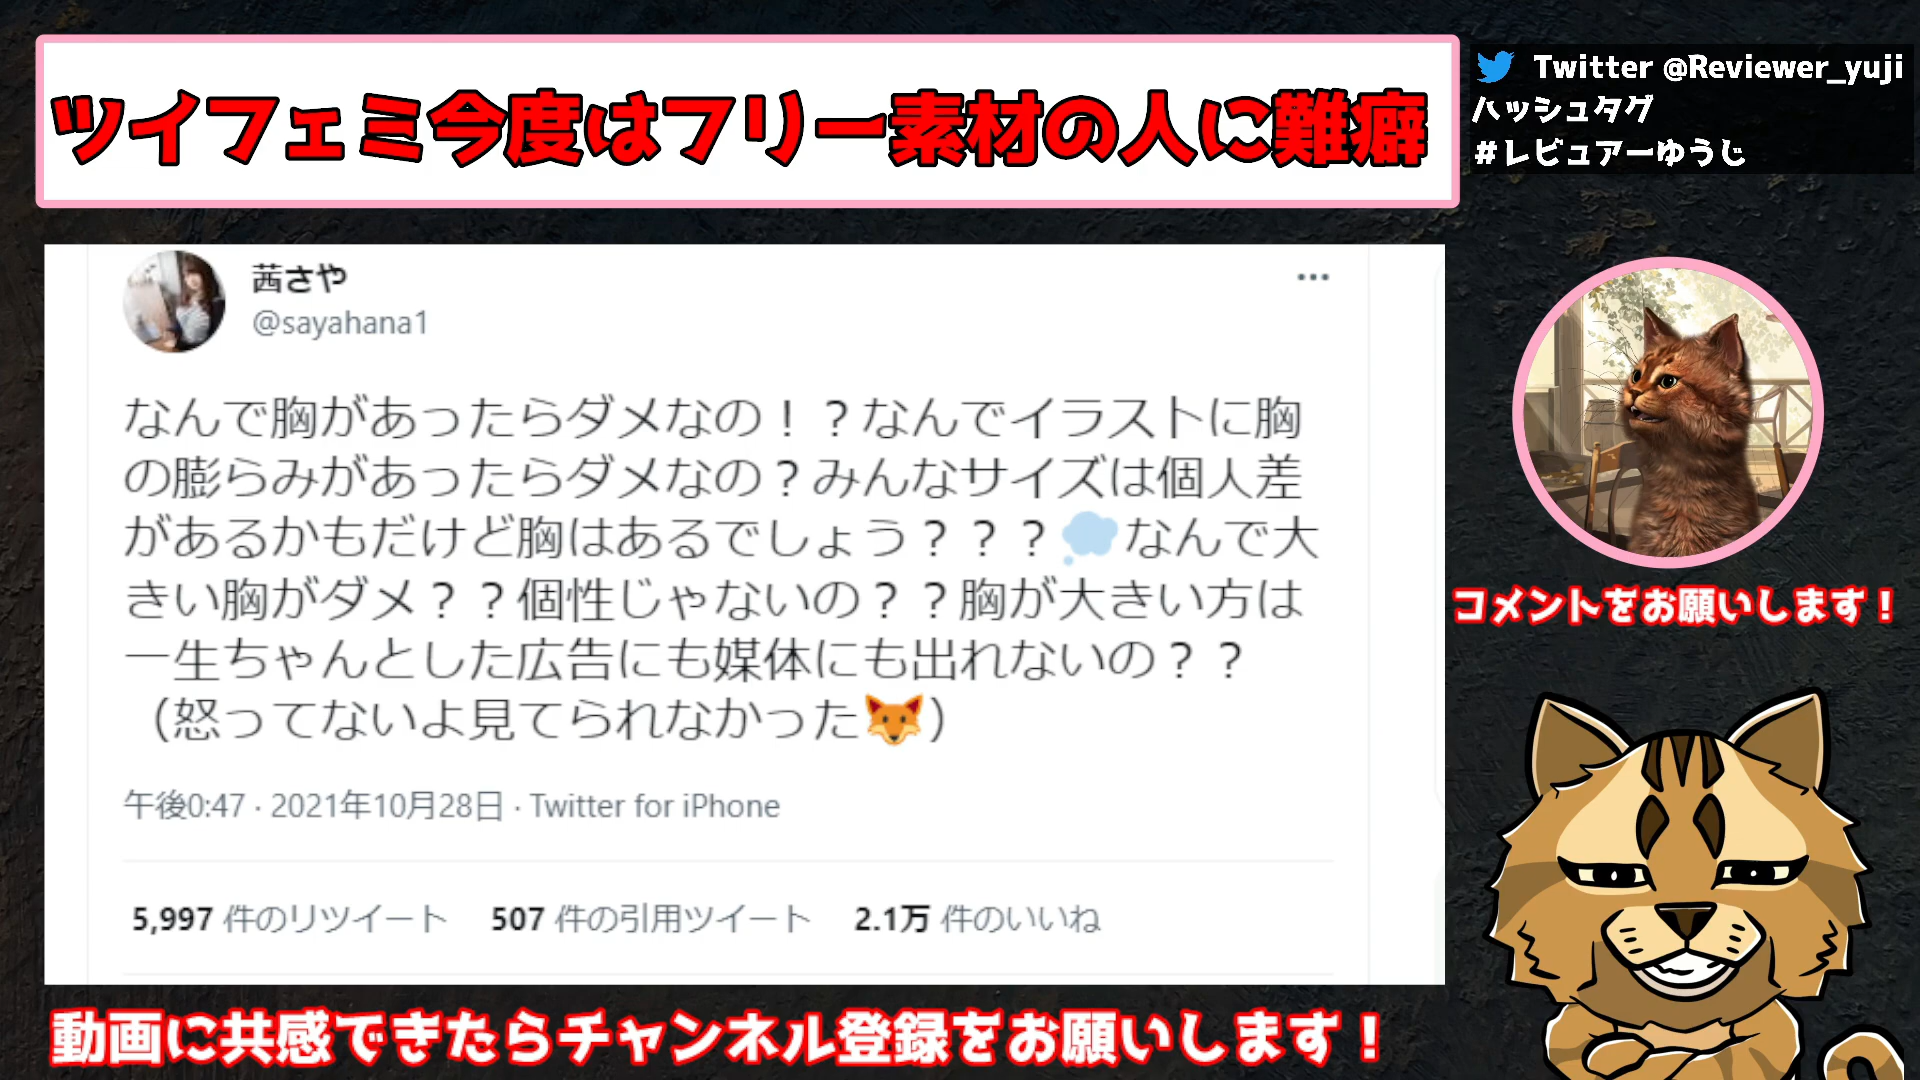 ツイフェミ今度はフリー素材の人に難癖
Twitter @Reviewer_yuji
ハッシュタグ
#レビュアーゆうじ
茜さや
@sayahana1
なんで胸があったらダメなの！？なんでイラストに胸
の膨らみがあったらダメなの？みんなサイズは個人差
があるかもだけど胸はあるでしょう？？？💭なんで大
きい胸がダメ？？個性じゃないの？？胸が大きい方は
一生ちゃんとした広告にも媒体にも出れないの？？
（怒ってないよ見てられなかった🦊）
午後0:47 · 2021年10月28日 · Twitter for iPhone
5,997 件のリツイート 507 件の引用ツイート 2.1万 件のいいね
コメントをお願いします！
動画に共感できたらチャンネル登録をお願いします！